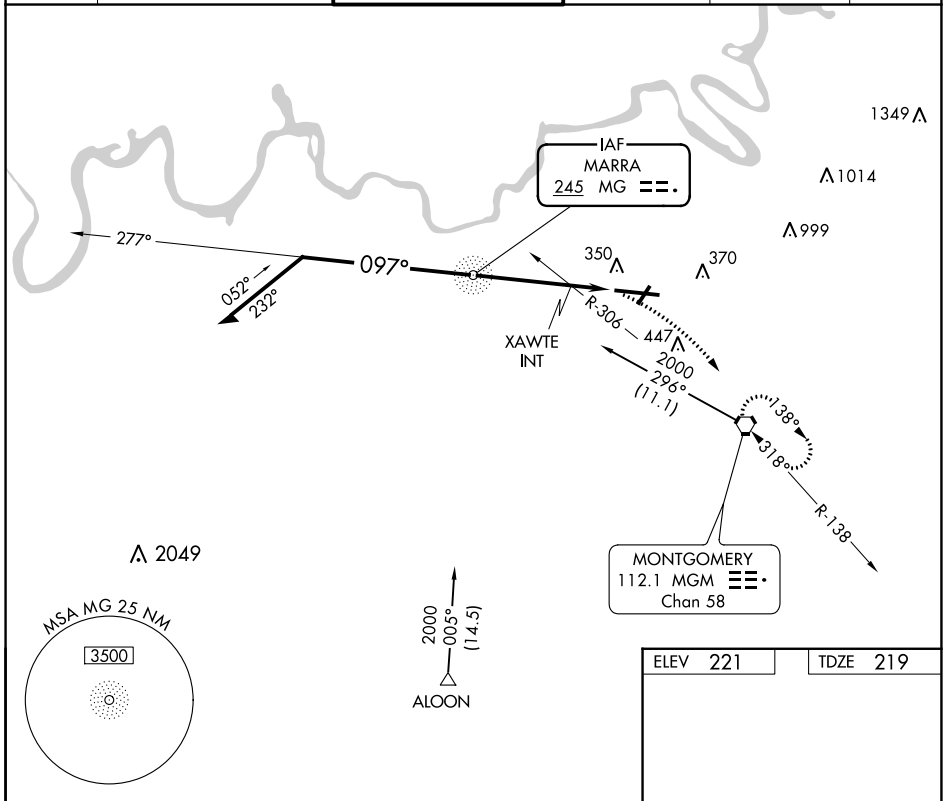 1349
IAF
MARRA
245 MG
1014
999
277°
097°
350
370
052°
232°
R-306
447
XAWTE
INT
2000
296°
(11.1)
138°
318°
R-138
2049
MONTGOMERY
112.1 MGM
Chan 58
MSA MG 25 NM
3500
2000
005°
(14.5)
ALOON
ELEV 221
TDZE 219